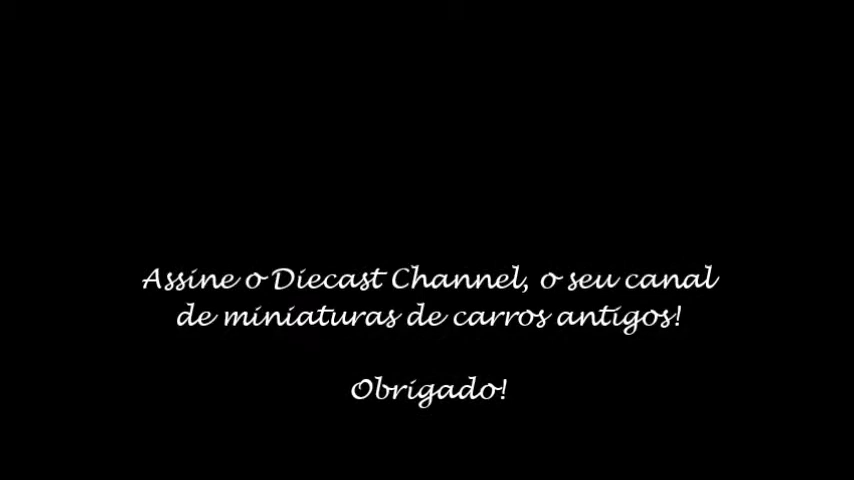 Assine o Diecast Channel, o seu canal
de miniaturas de carros antigos!
Obrigado!